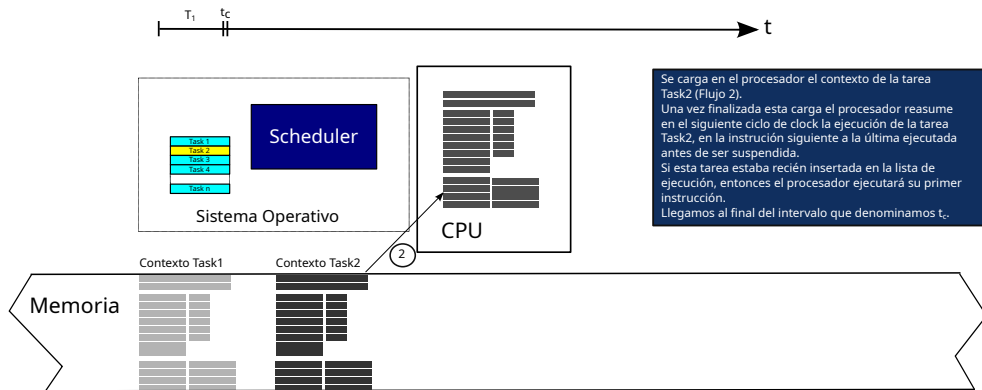 T₁
tc
t
Se carga en el procesador el contexto de la tarea
Task2 (Flujo 2).
Una vez finalizada esta carga el procesador reasume
en el siguiente ciclo de clock la ejecución de la tarea
Task2, en la instrución siguiente a la última ejecutada
antes de ser suspendida.
Si esta tarea estaba recién insertada en la lista de
ejecución, entonces el procesador ejecutará su primer
instrucción.
Llegamos al final del intervalo que denominamos tc.
Scheduler
Task 1
Task 2
Task 3
Task 4
Task n
Sistema Operativo
CPU
2
Contexto Task1
Contexto Task2
Memoria